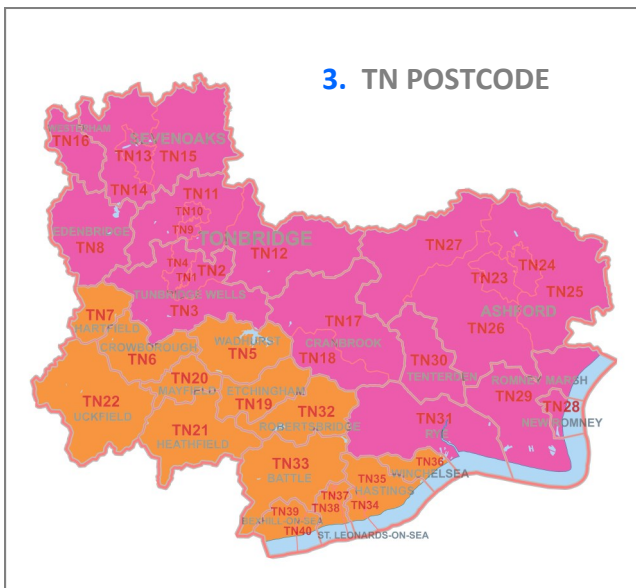 3. TN POSTCODE
WESTERHAM
TN16
SEVENOAKS
TN13
TN15
TN14
TN11
TN10
TN9
EDENBRIDGE
TN8
TONBRIDGE
TN12
TN4
TN2
TN1
TUNBRIDGE WELLS
TN3
TN27
TN24
TN23
TN25
ASHFORD
TN26
TN17
CRANBROOK
TN18
TN30
TENTERDEN
TN7
HARTFIELD
CROWBOROUGH
TN6
WADHURST
TN5
ROMNEY MARSH
TN29
TN28
NEW ROMNEY
TN22
UCKFIELD
TN20
MAYFIELD
ETCHINGHAM
TN19
TN32
ROBERTSBRIDGE
TN21
HEATHFIELD
TN31
RYE
TN33
BATTLE
TN36
WINCHELSEA
TN35
HASTINGS
TN37
TN38
TN34
TN39
BEXHILL-ON-SEA
TN40
ST. LEONARDS-ON-SEA